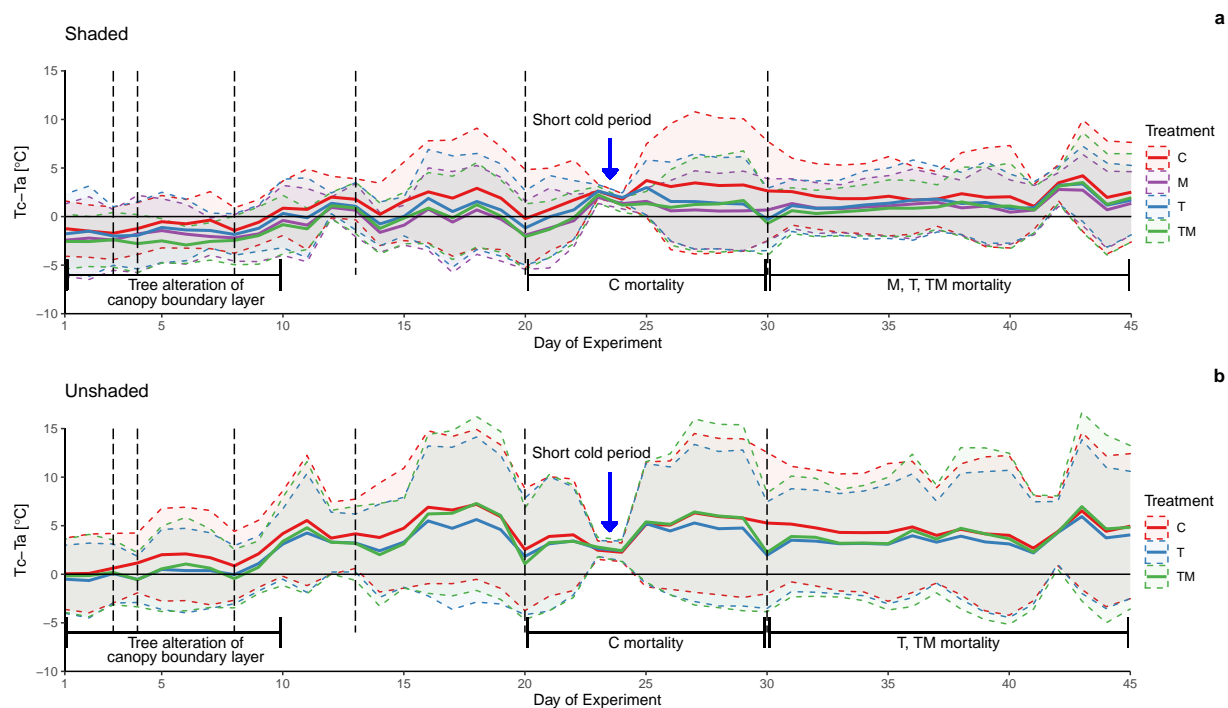 a
Shaded
15
10
5
0
−5
−10
Tc−Ta [°C]
Short cold period
Tree alteration of
canopy boundary layer
C mortality
M, T, TM mortality
1
5
10
15
20
25
30
35
40
45
Day of Experiment
Treatment
C
M
T
TM
b
Unshaded
15
10
5
0
−5
−10
Tc−Ta [°C]
Short cold period
Tree alteration of
canopy boundary layer
C mortality
T, TM mortality
1
5
10
15
20
25
30
35
40
45
Day of Experiment
Treatment
C
T
TM